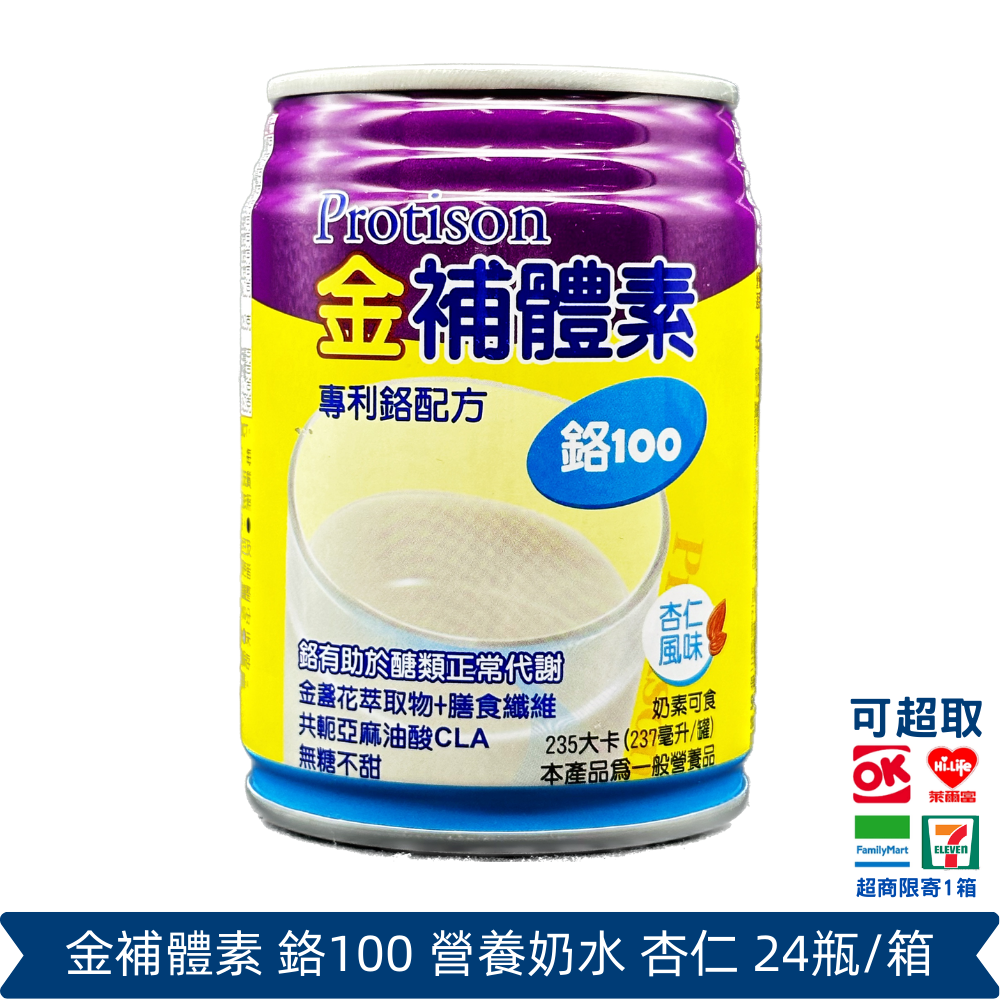 Protison
金補體素
專利鉻配方
鉻100
杏仁
風味
鉻有助於醣類正常代謝
金盞花萃取物+膳食纖維
共軛亞麻油酸CLA
無糖不甜
奶素可食
235大卡(237毫升/罐)
本產品為一般營養品
可超取
OK
Hi-Life
萊爾富
FamilyMart
7
ELEVEN
超商限寄1箱
金補體素 鉻100 營養奶水 杏仁 24瓶/箱